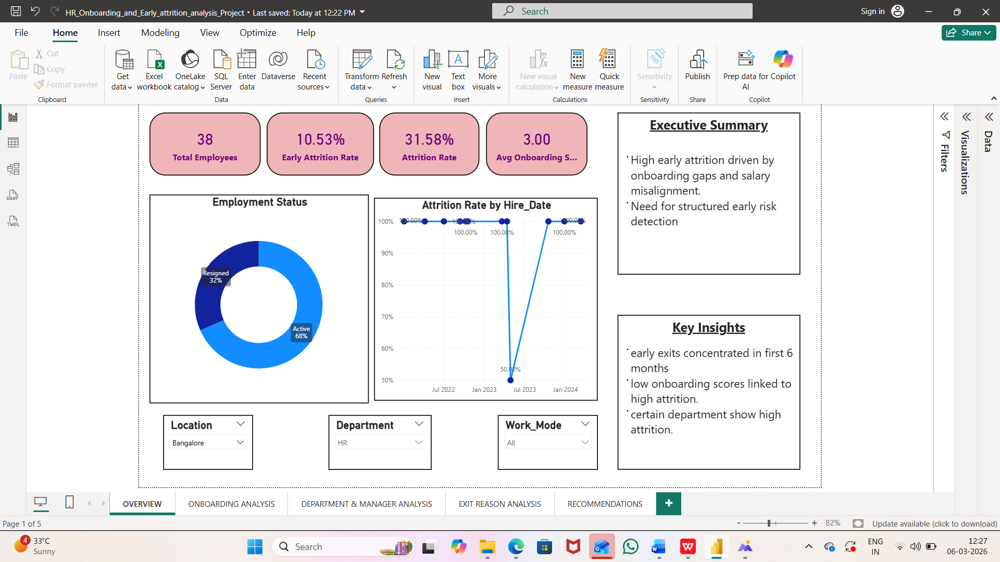 HR_Onboarding_and_Early_attrition_analysis_Project • Last saved: Today at 12:22 PM
Search
Sign in
File Home Insert Modeling View Optimize Help
Share
Paste
Cut
Copy
Format painter
Clipboard
Get data
Excel workbook
OneLake catalog
SQL Server
Enter data
Dataverse
Recent sources
Data
Transform data
Refresh
Queries
New visual
Text box
More visuals
Insert
New visual calculation
New measure
Quick measure
Calculations
Sensitivity
Sensitivity
Publish
Share
Prep data for AI
Copilot
Copilot
DAX
TMDL
38
Total Employees
10.53%
Early Attrition Rate
31.58%
Attrition Rate
3.00
Avg Onboarding S...
Employment Status
Resigned
32%
Active
68%
Attrition Rate by Hire_Date
100%
90%
80%
70%
60%
50%
100.00%
100.00%
100.00%
100.00%
100.00%
100.00%
50.00%
Jul 2022
Jan 2023
Jul 2023
Jan 2024
Location
Bangalore
Department
HR
Work_Mode
All
Executive Summary
·High early attrition driven by
onboarding gaps and salary
misalignment.
·Need for structured early risk
detection
Key Insights
·early exits concentrated in first 6
months
·low onboarding scores linked to
high attrition.
·certain department show high
attrition.
Filters
Visualizations
Data
OVERVIEW
ONBOARDING ANALYSIS
DEPARTMENT & MANAGER ANALYSIS
EXIT REASON ANALYSIS
RECOMMENDATIONS
+
Page 1 of 5
- + 82%
Update available (click to download)
4
33°C
Sunny
Search
ENG
IN
12:27
06-03-2026